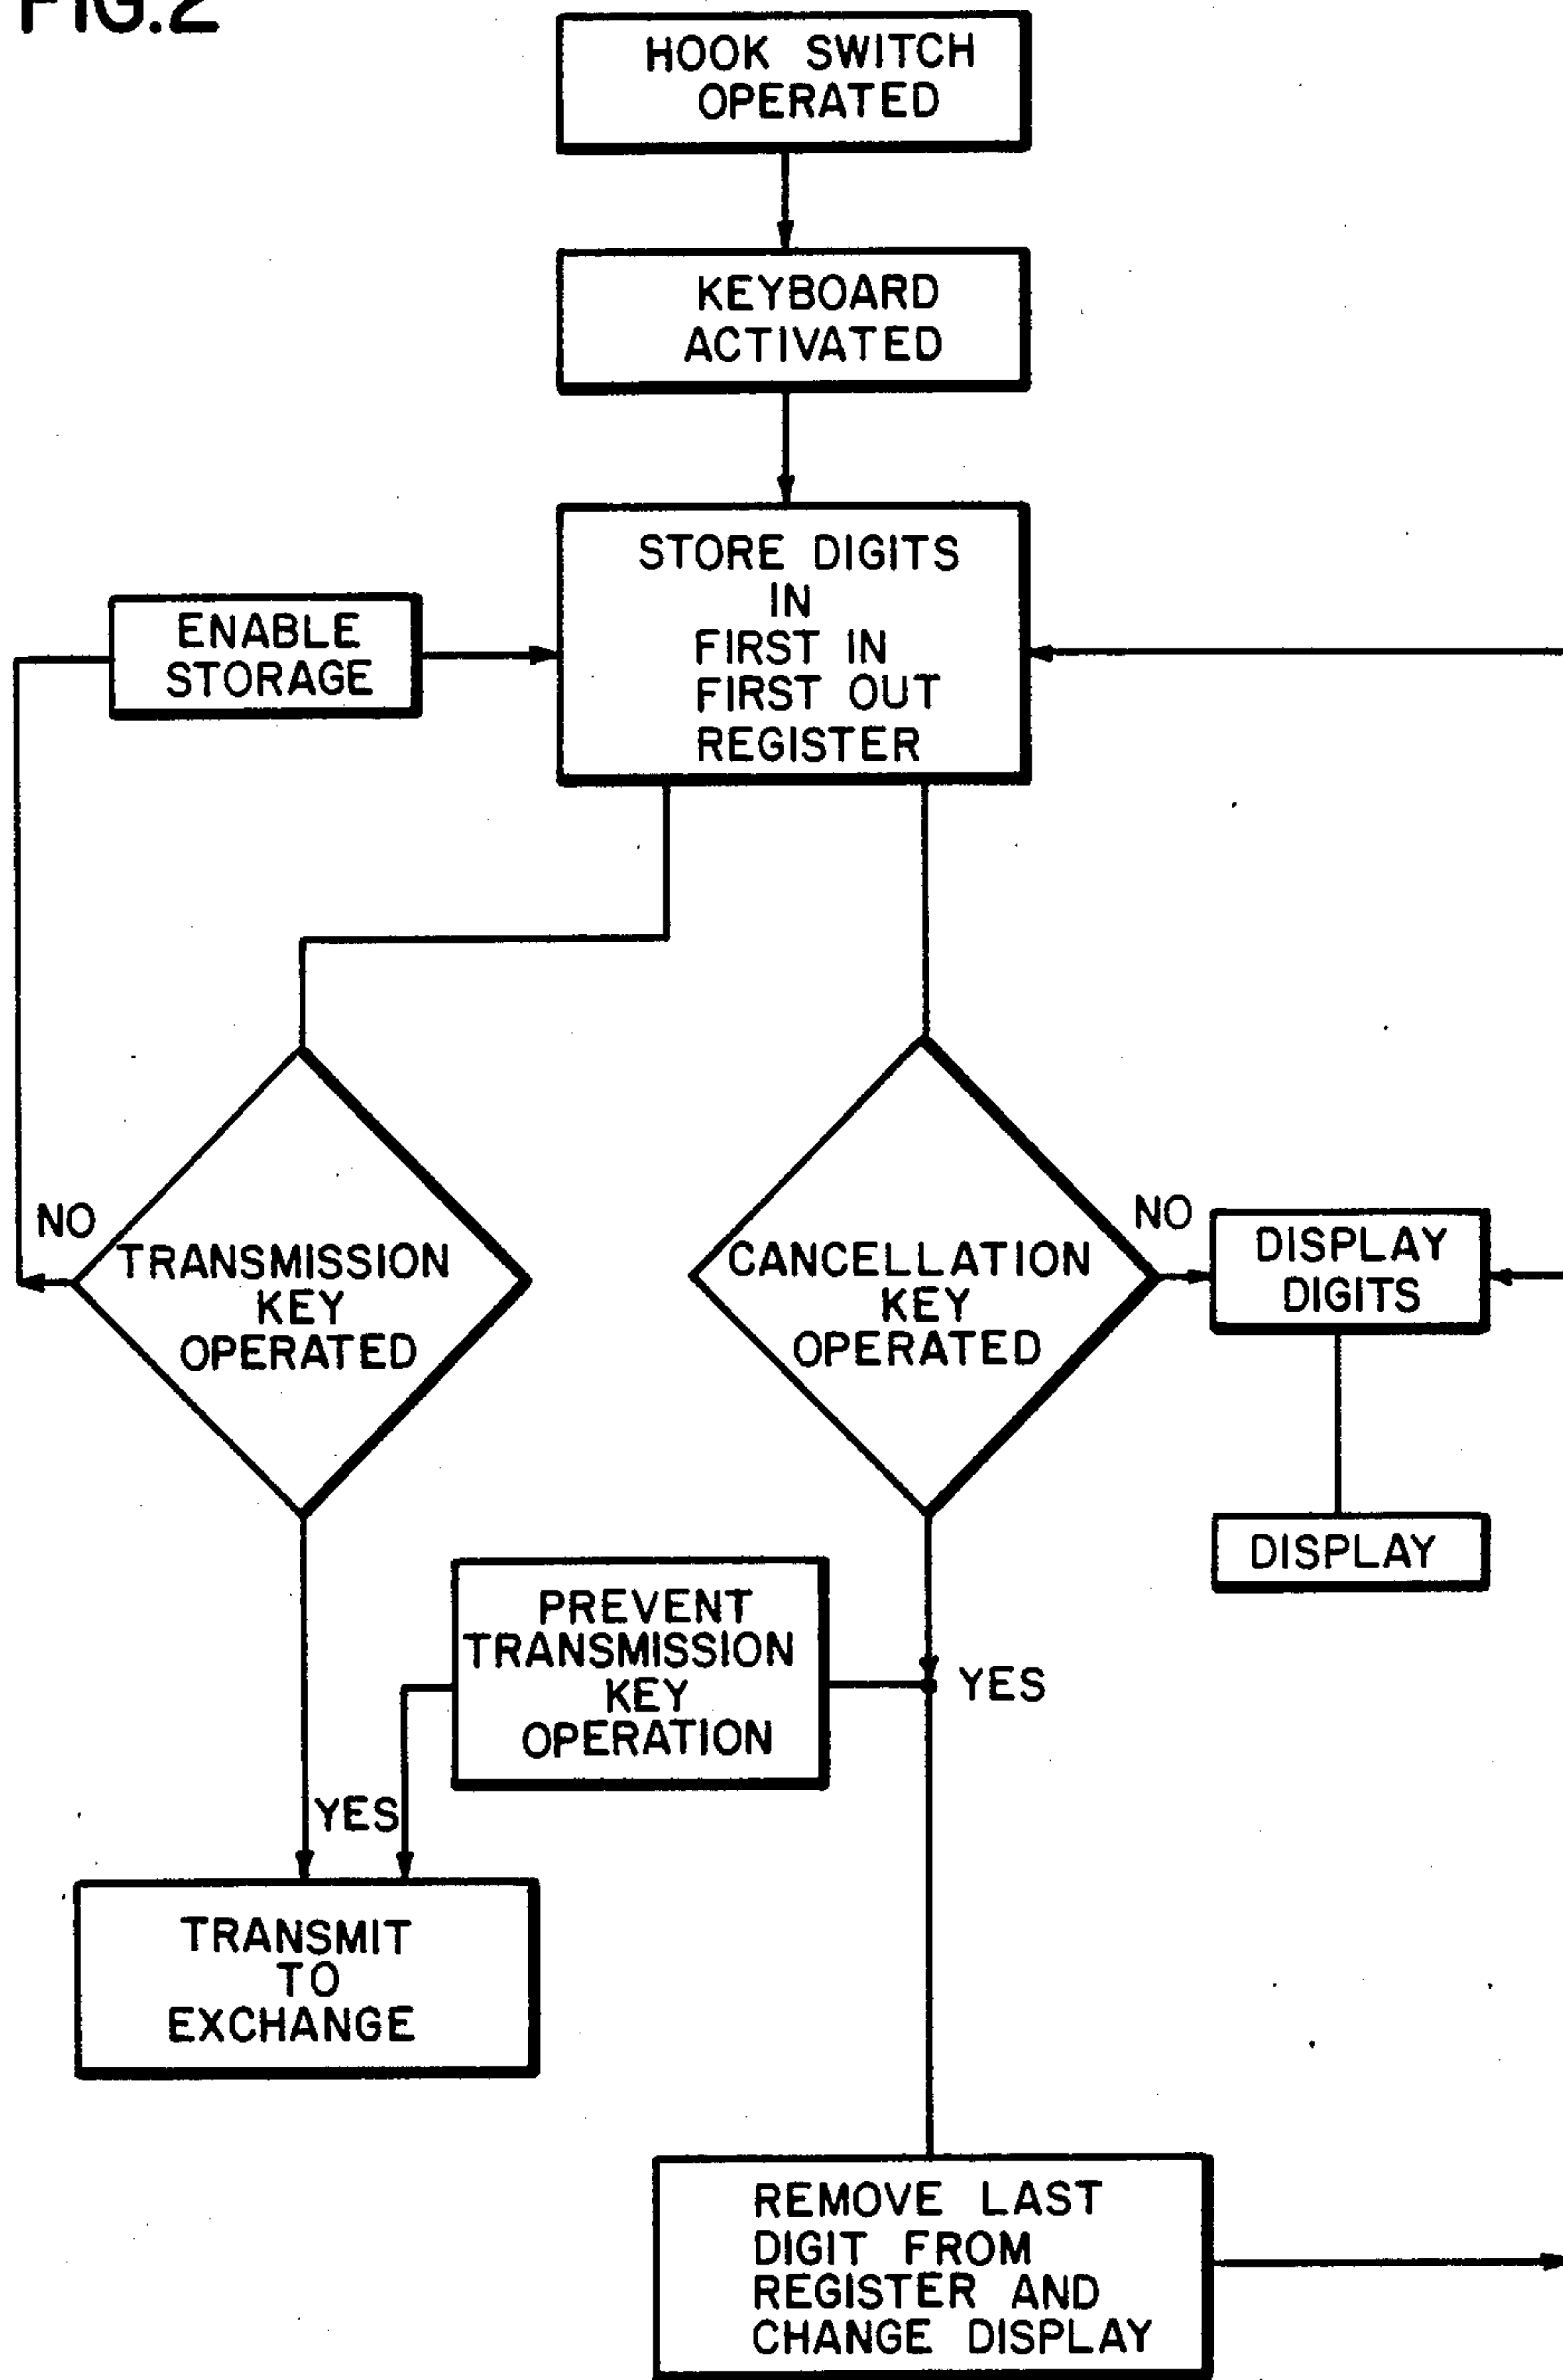 FIG.2
HOOK SWITCH
OPERATED
KEYBOARD
ACTIVATED
STORE DIGITS
IN
FIRST IN
FIRST OUT
REGISTER
ENABLE
STORAGE
NO
TRANSMISSION
KEY
OPERATED
CANCELLATION
KEY
OPERATED
NO
DISPLAY
DIGITS
DISPLAY
PREVENT
TRANSMISSION
KEY
OPERATION
YES
YES
TRANSMIT
TO
EXCHANGE
REMOVE LAST
DIGIT FROM
REGISTER AND
CHANGE DISPLAY